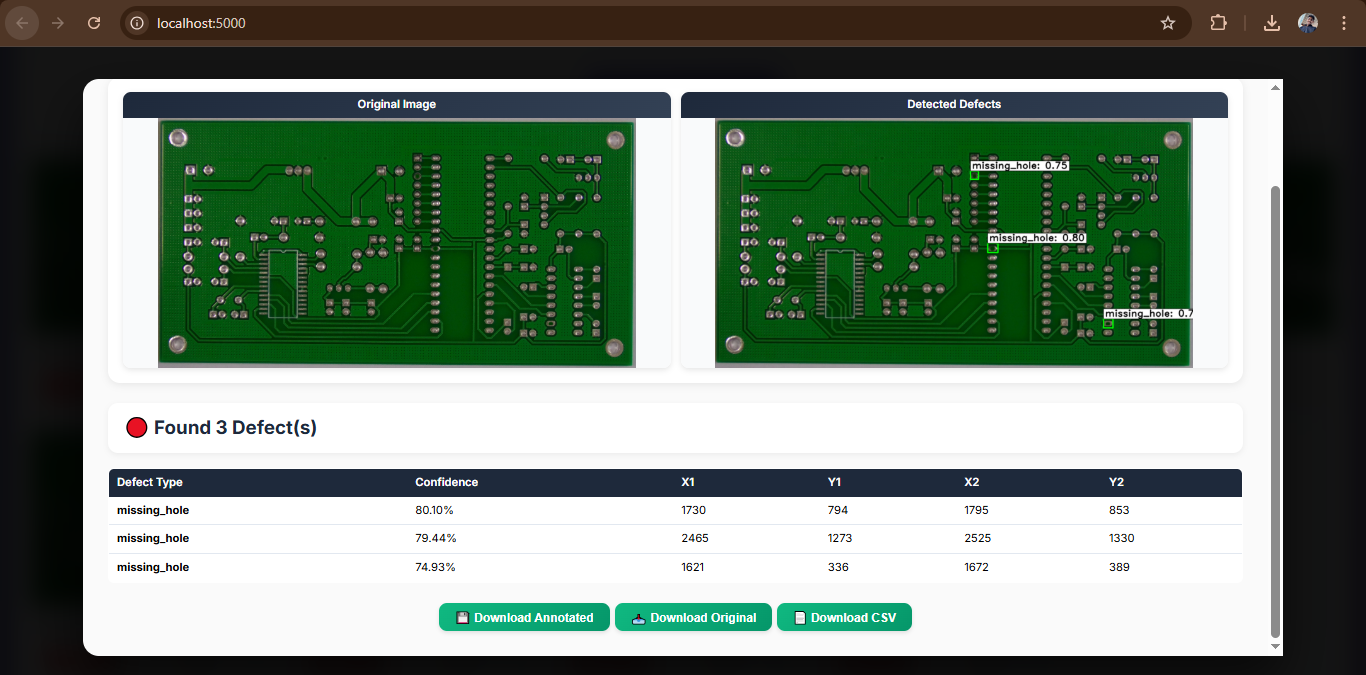 localhost:5000
Original Image
Detected Defects
missing_hole: 0.75
missing_hole: 0.80
missing_hole: 0.7
Found 3 Defect(s)
Defect Type Confidence X1 Y1 X2 Y2
missing_hole 80.10% 1730 794 1795 853
missing_hole 79.44% 2465 1273 2525 1330
missing_hole 74.93% 1621 336 1672 389
Download Annotated Download Original Download CSV